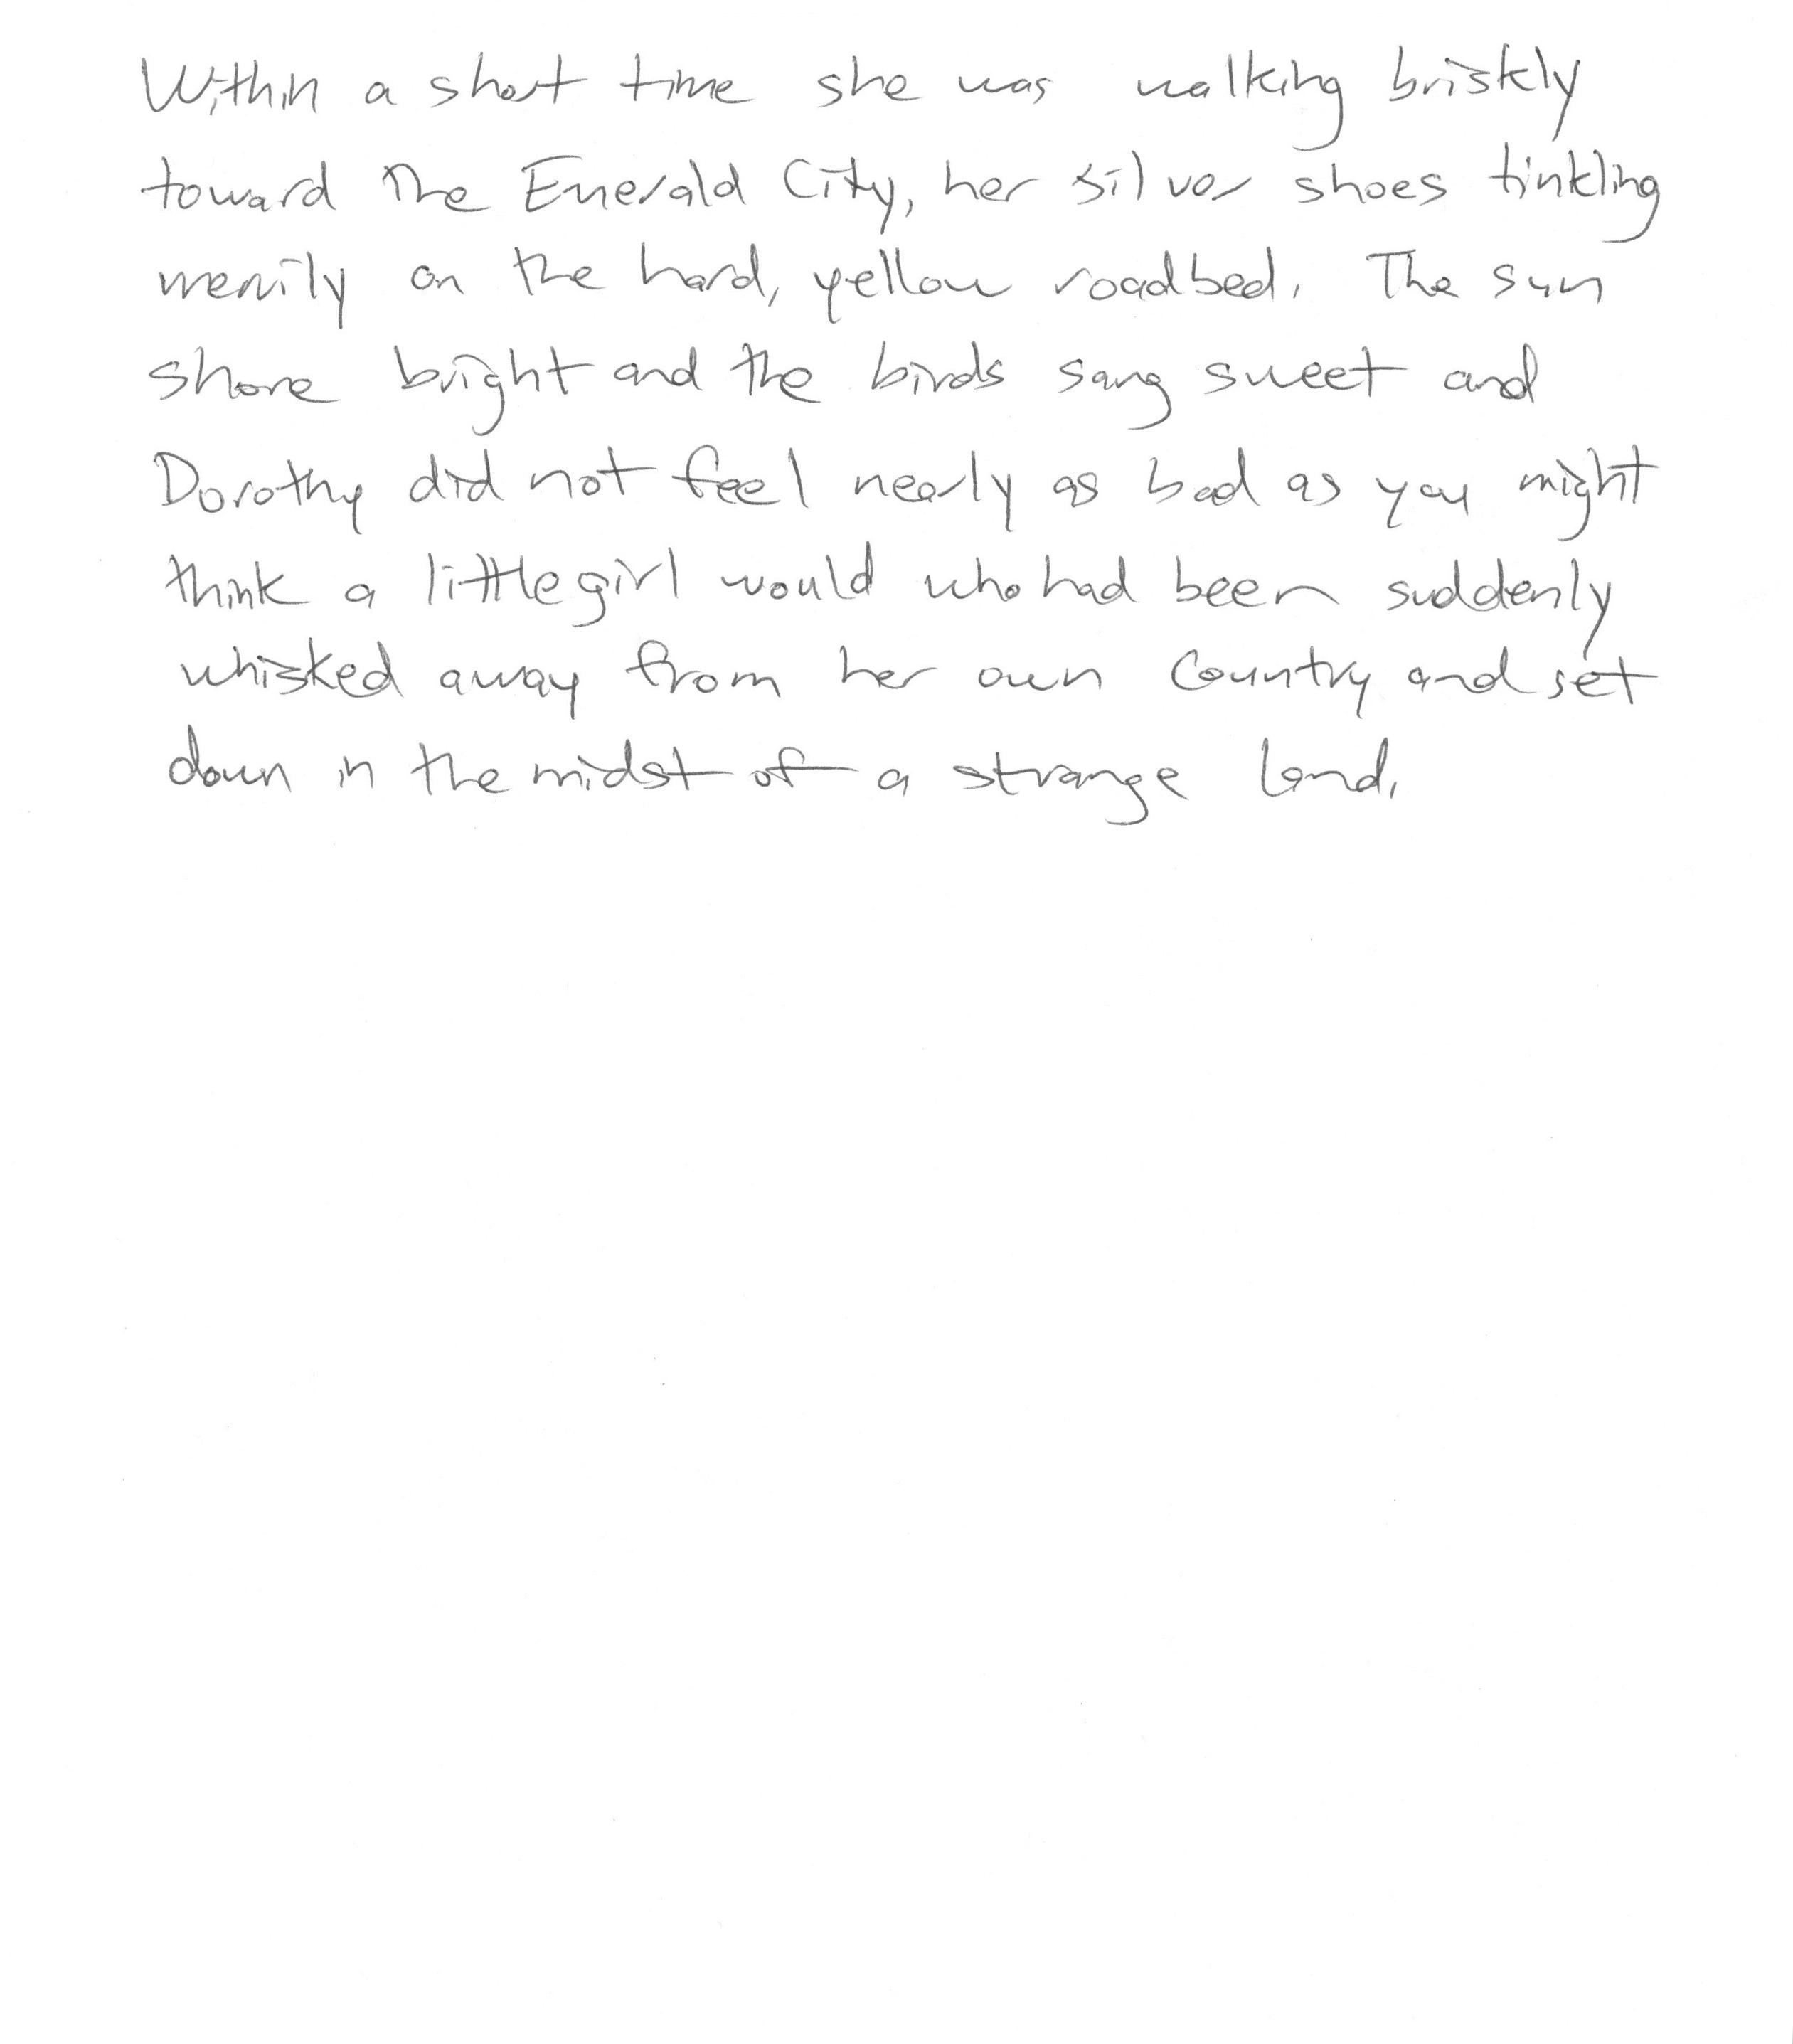 Within a short time she was walking briskly
toward the Emerald City, her silver shoes tinkling
merrily on the hard, yellow roadbed. The sun
shone bright and the birds sang sweet and
Dorothy did not feel nearly as bad as you might
think a little girl would who had been suddenly
whisked away from her own country and set
down in the midst of a strange land.